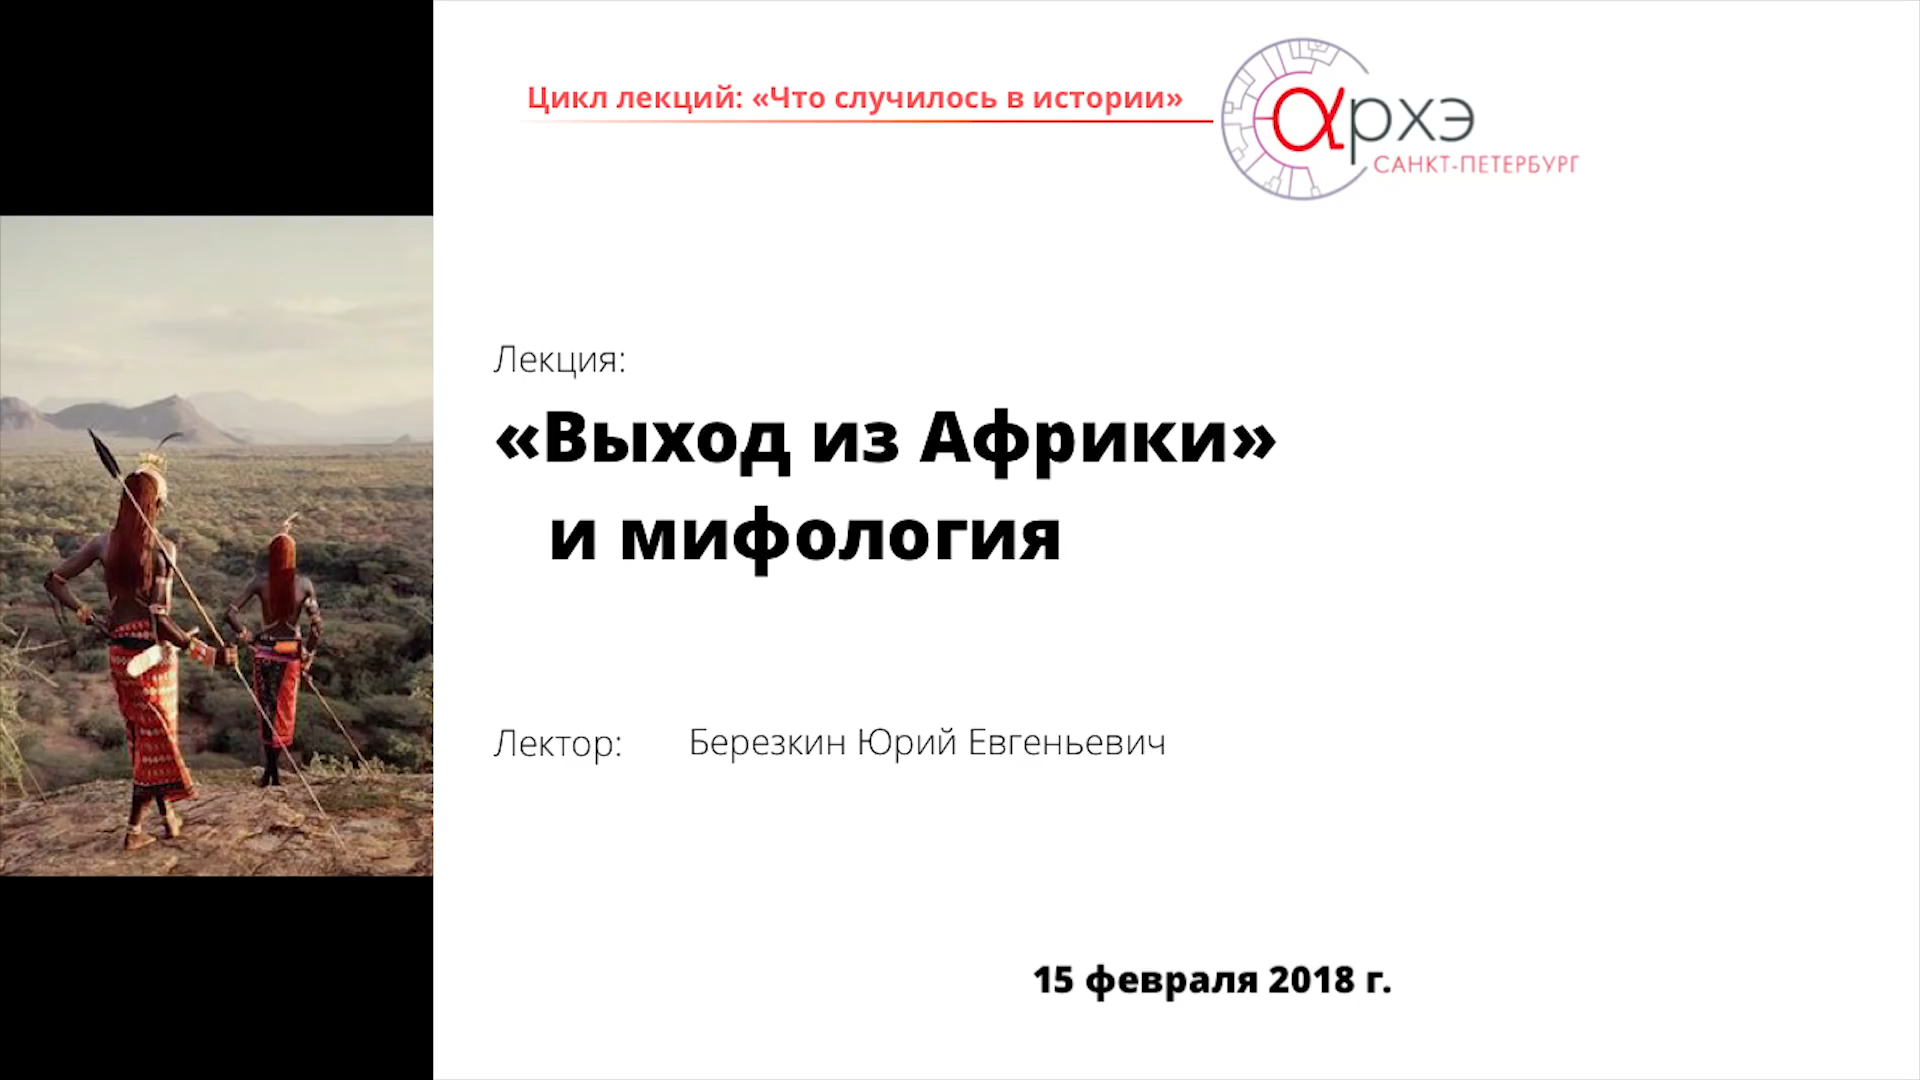 Цикл лекций: «Что случилось в истории»
αрхэ
САНКТ-ПЕТЕРБУРГ
Лекция:
«Выход из Африки»
и мифология
Лектор: Березкин Юрий Евгеньевич
15 февраля 2018 г.